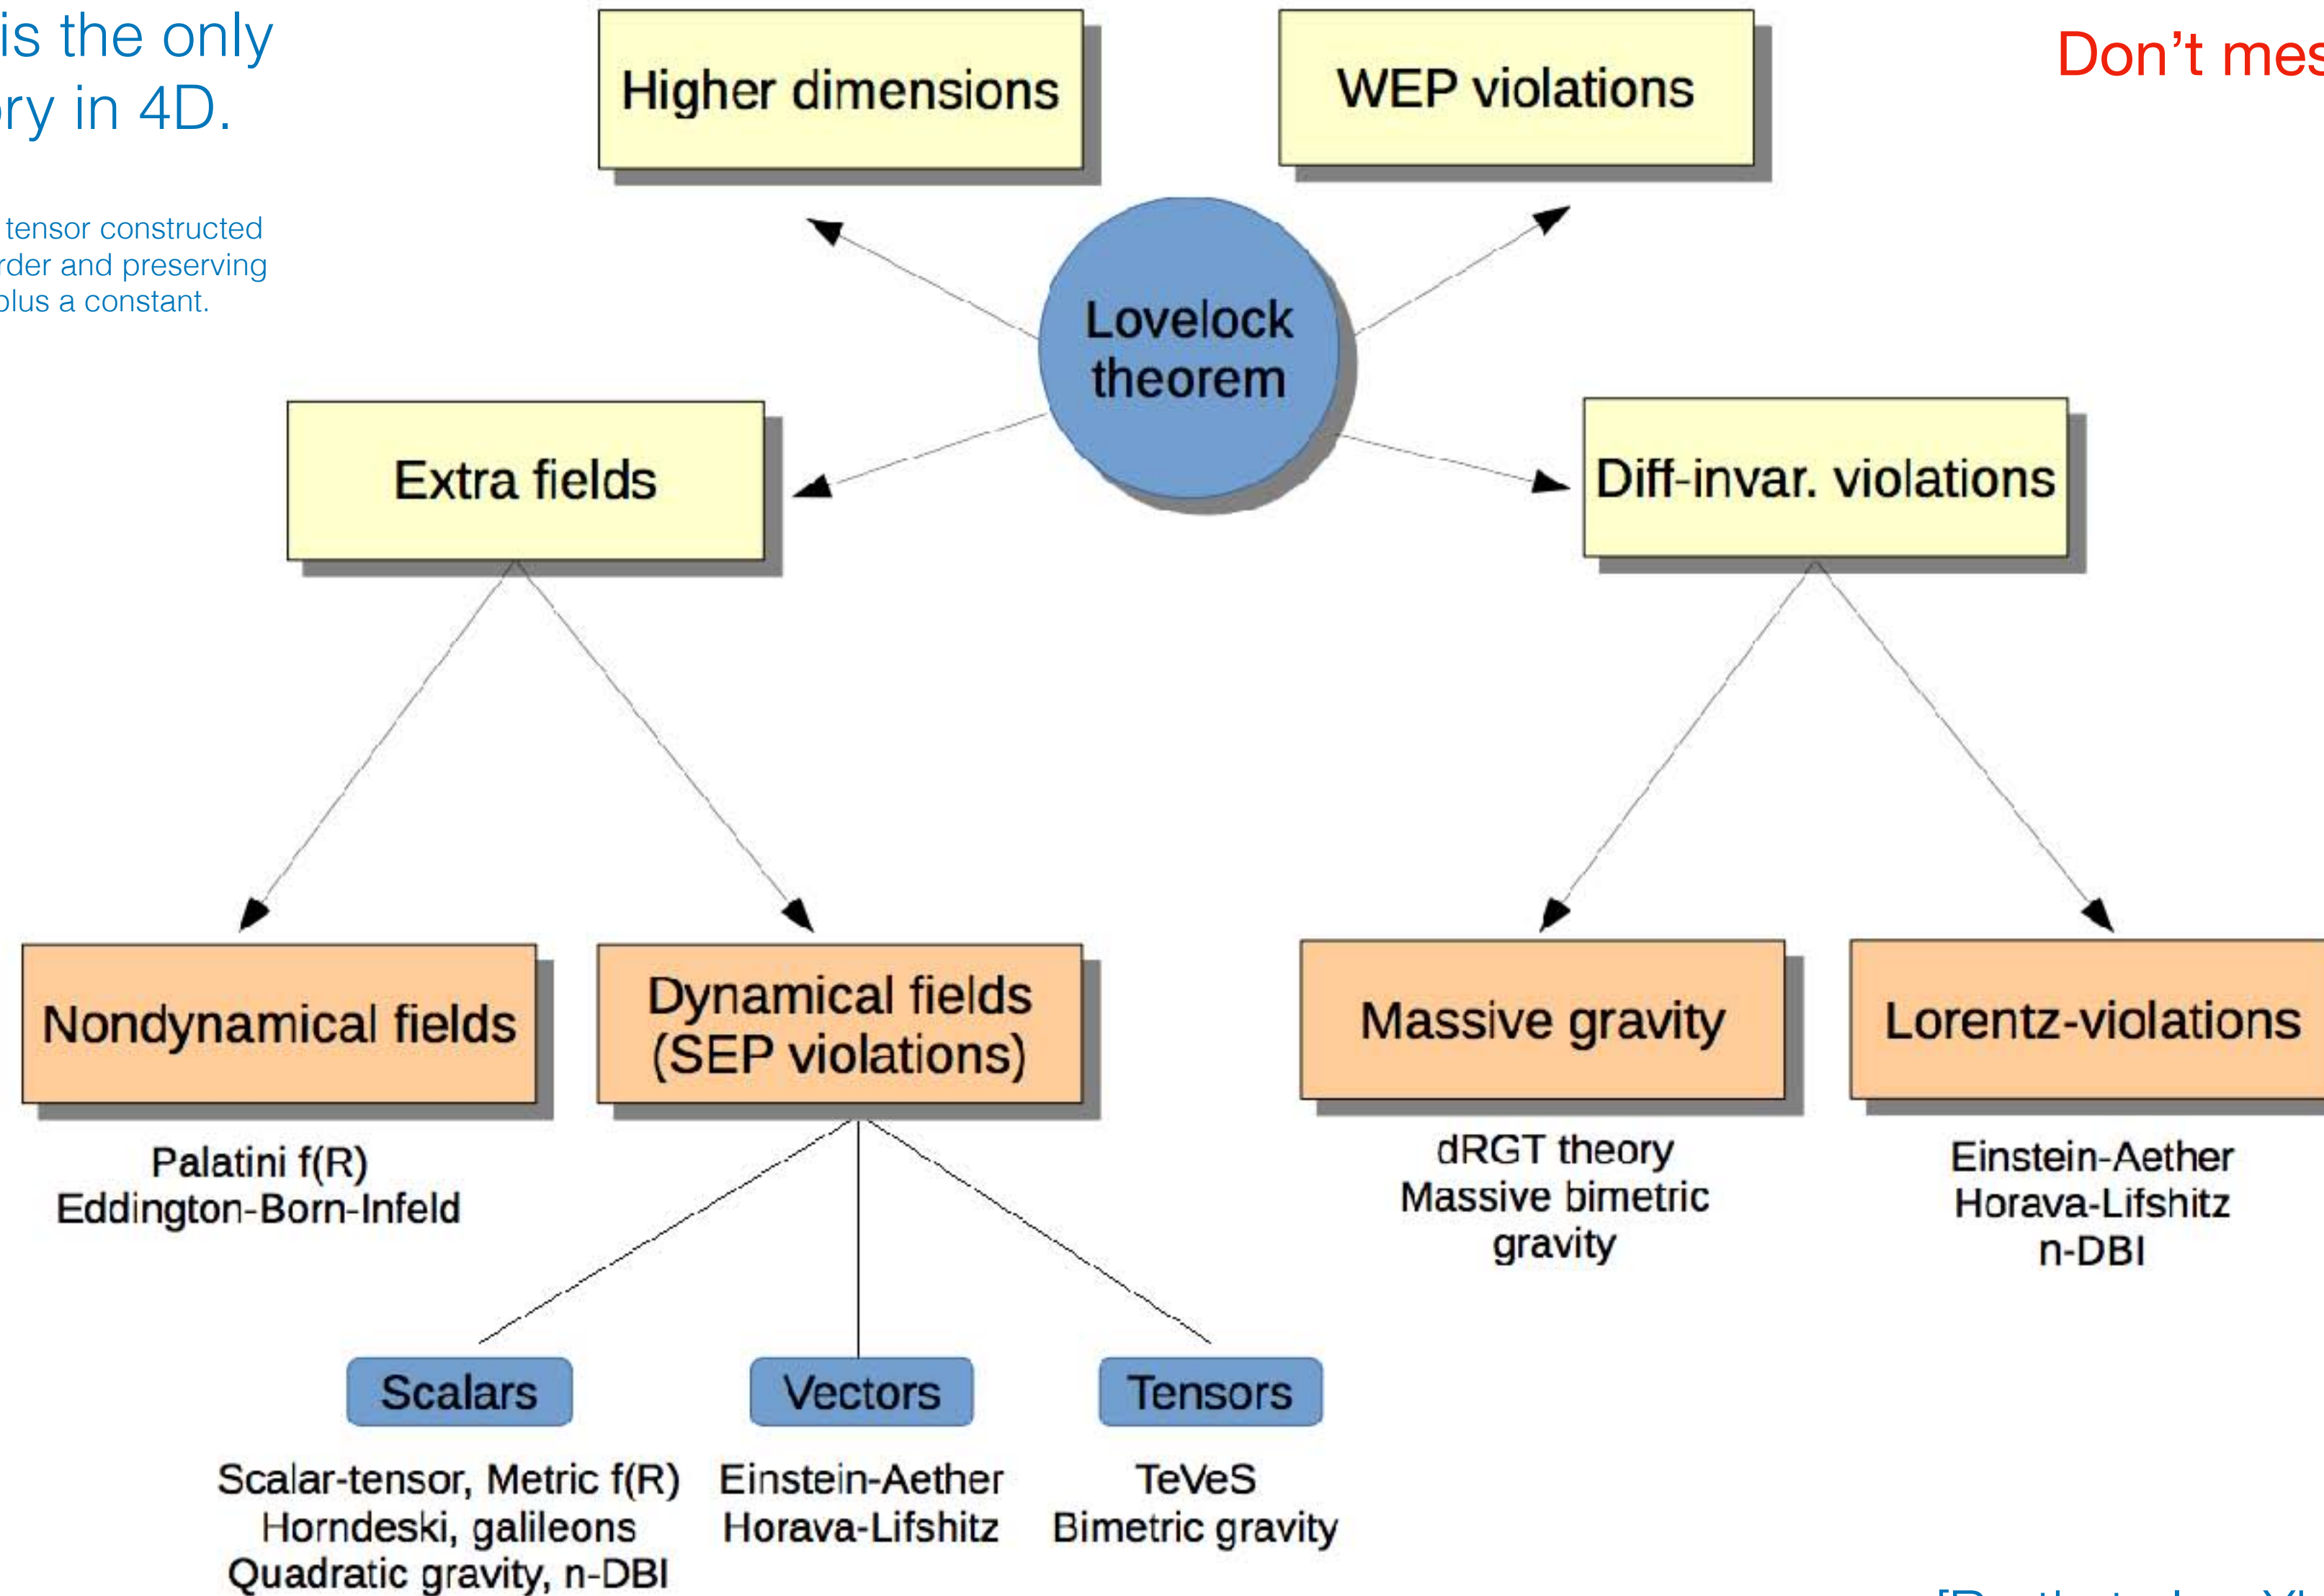 is the only
ry in 4D.
tensor constructed
rder and preserving
plus a constant.
Higher dimensions
WEP violations
Don't mes
Lovelock
theorem
Extra fields
Diff-invar. violations
Nondynamical fields
Dynamical fields
(SEP violations)
Massive gravity
Lorentz-violations
Palatini f(R)
Eddington-Born-Infeld
dRGT theory
Massive bimetric
gravity
Einstein-Aether
Horava-Lifshitz
n-DBI
Scalars
Vectors
Tensors
Scalar-tensor, Metric f(R)
Horndeski, galileons
Quadratic gravity, n-DBI
Einstein-Aether
Horava-Lifshitz
TeVeS
Bimetric gravity